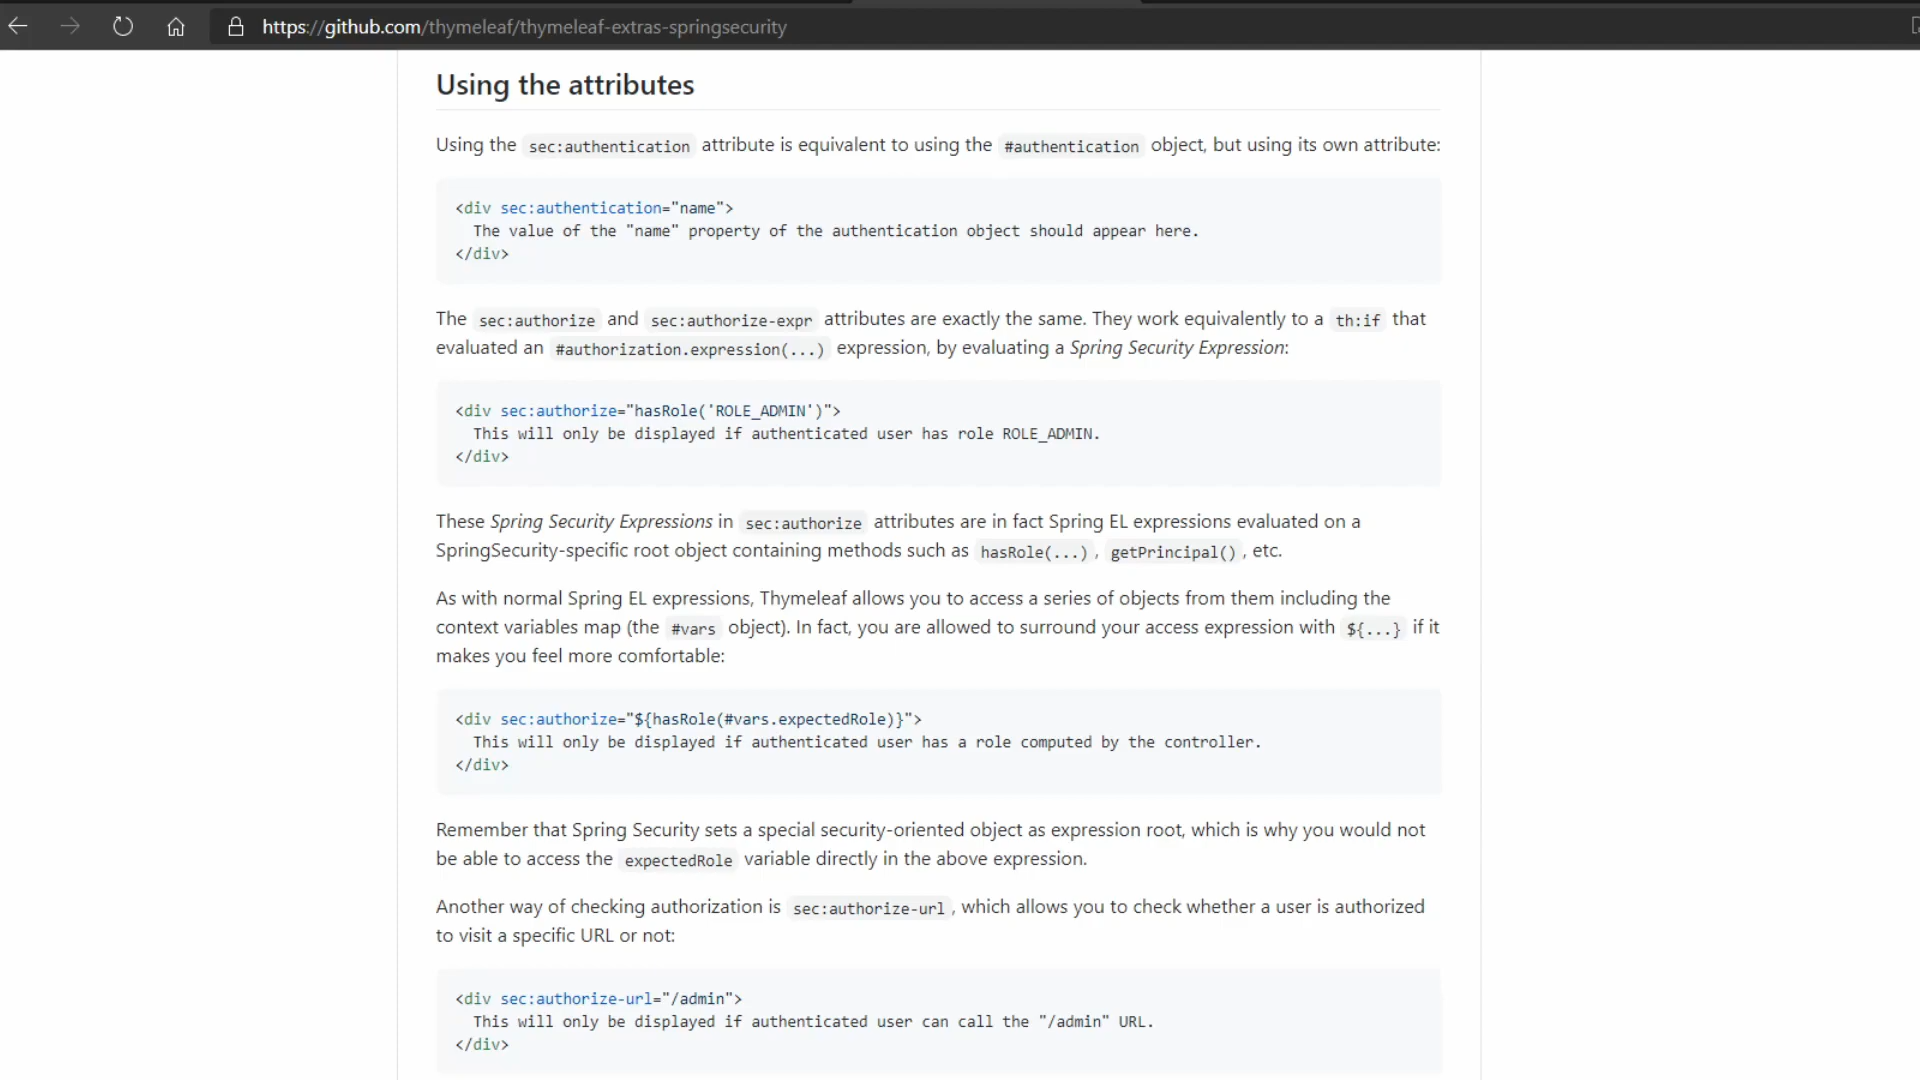 https://github.com/thymeleaf/thymeleaf-extras-springsecurity
Using the attributes
Using the sec:authentication attribute is equivalent to using the #authentication object, but using its own attribute:
<div sec:authentication="name">
  The value of the "name" property of the authentication object should appear here.
</div>
The sec:authorize and sec:authorize-expr attributes are exactly the same. They work equivalently to a th:if that
evaluated an #authorization.expression(...) expression, by evaluating a Spring Security Expression:
<div sec:authorize="hasRole('ROLE_ADMIN')">
  This will only be displayed if authenticated user has role ROLE_ADMIN.
</div>
These Spring Security Expressions in sec:authorize attributes are in fact Spring EL expressions evaluated on a
SpringSecurity-specific root object containing methods such as hasRole(...), getPrincipal(), etc.
As with normal Spring EL expressions, Thymeleaf allows you to access a series of objects from them including the
context variables map (the #vars object). In fact, you are allowed to surround your access expression with ${...} if it
makes you feel more comfortable:
<div sec:authorize="${hasRole(#vars.expectedRole)}">
  This will only be displayed if authenticated user has a role computed by the controller.
</div>
Remember that Spring Security sets a special security-oriented object as expression root, which is why you would not
be able to access the expectedRole variable directly in the above expression.
Another way of checking authorization is sec:authorize-url, which allows you to check whether a user is authorized
to visit a specific URL or not:
<div sec:authorize-url="/admin">
  This will only be displayed if authenticated user can call the "/admin" URL.
</div>